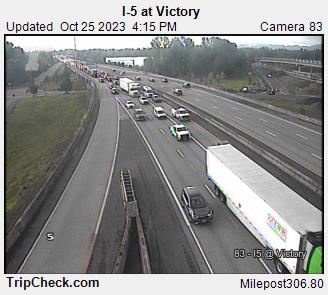 I-5 at Victory
Updated  Oct 25 2023  4:15 PM
Camera 83
S
83 - I5 @ Victory
TripCheck.com
Milepost306.80